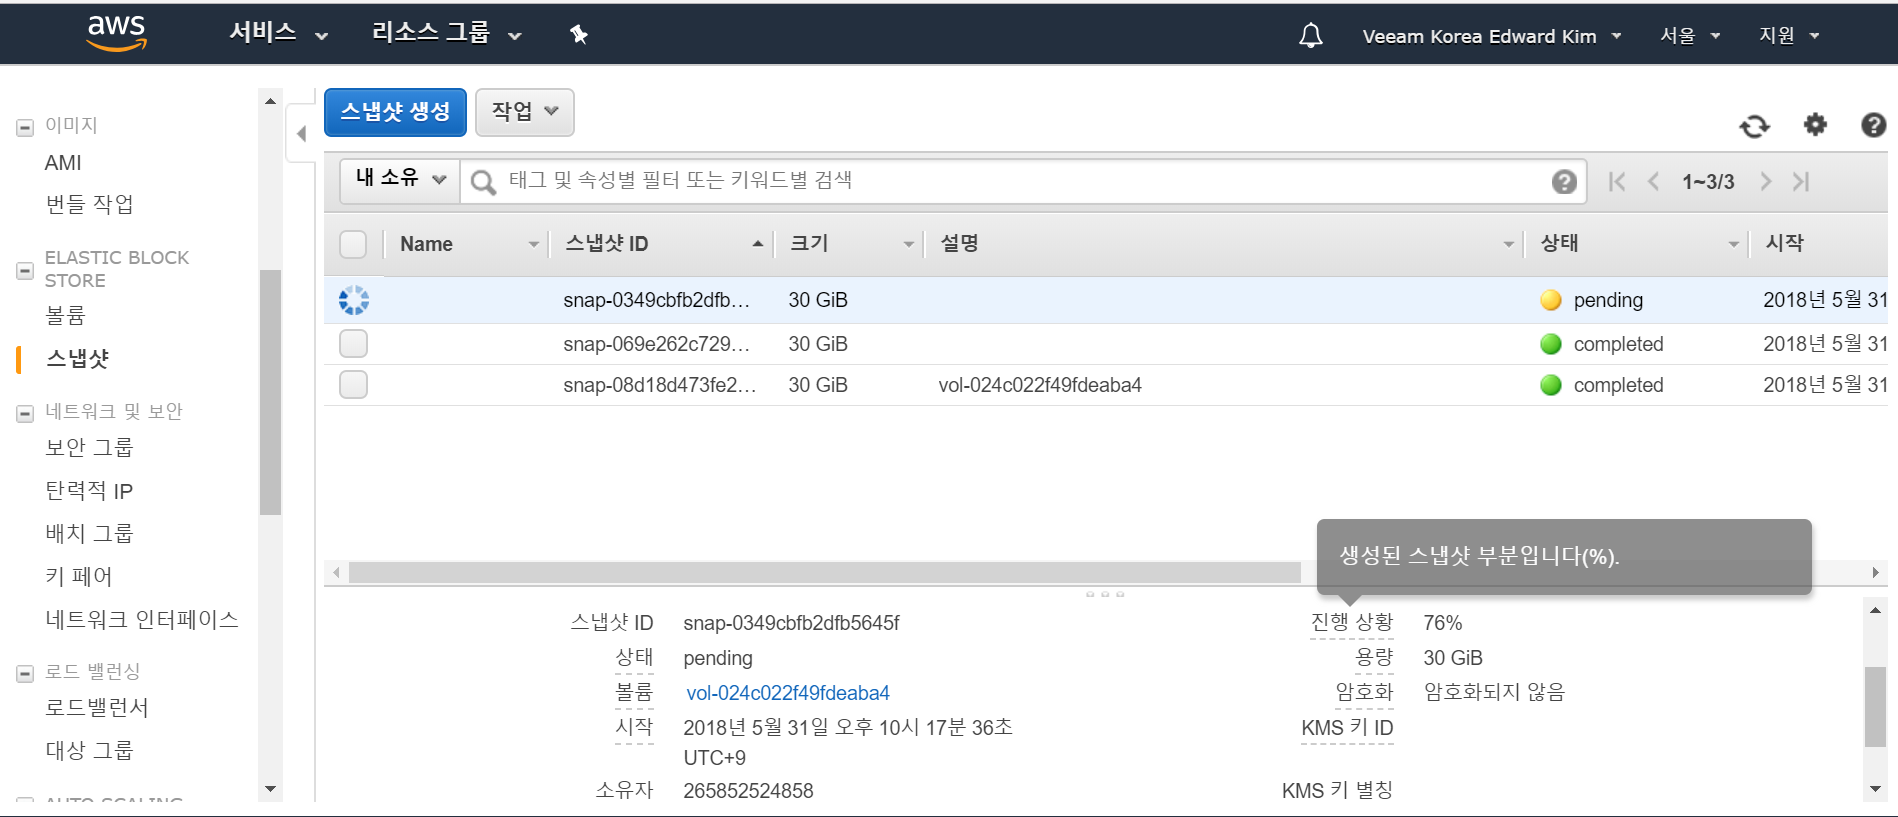 aws 서비스 리소스 그룹 Veeam Korea Edward Kim 서울 지원
이미지
AMI
번들 작업
ELASTIC BLOCK
STORE
볼륨
스냅샷
네트워크 및 보안
보안 그룹
탄력적 IP
배치 그룹
키 페어
네트워크 인터페이스
로드 밸런싱
로드밸런서
대상 그룹
AUTO SCALING
스냅샷 생성 작업
내 소유 태그 및 속성별 필터 또는 키워드별 검색 1~3/3
Name 스냅샷 ID 크기 설명 상태 시작
snap-0349cbfb2dfb... 30 GiB pending 2018년 5월 31
snap-069e262c729... 30 GiB completed 2018년 5월 31
snap-08d18d473fe2... 30 GiB vol-024c022f49fdeaba4 completed 2018년 5월 31
생성된 스냅샷 부분입니다(%).
스냅샷 ID snap-0349cbfb2dfb5645f 진행 상황 76%
상태 pending 용량 30 GiB
볼륨 vol-024c022f49fdeaba4 암호화 암호화되지 않음
시작 2018년 5월 31일 오후 10시 17분 36초 KMS 키 ID
UTC+9
소유자 265852524858 KMS 키 별칭